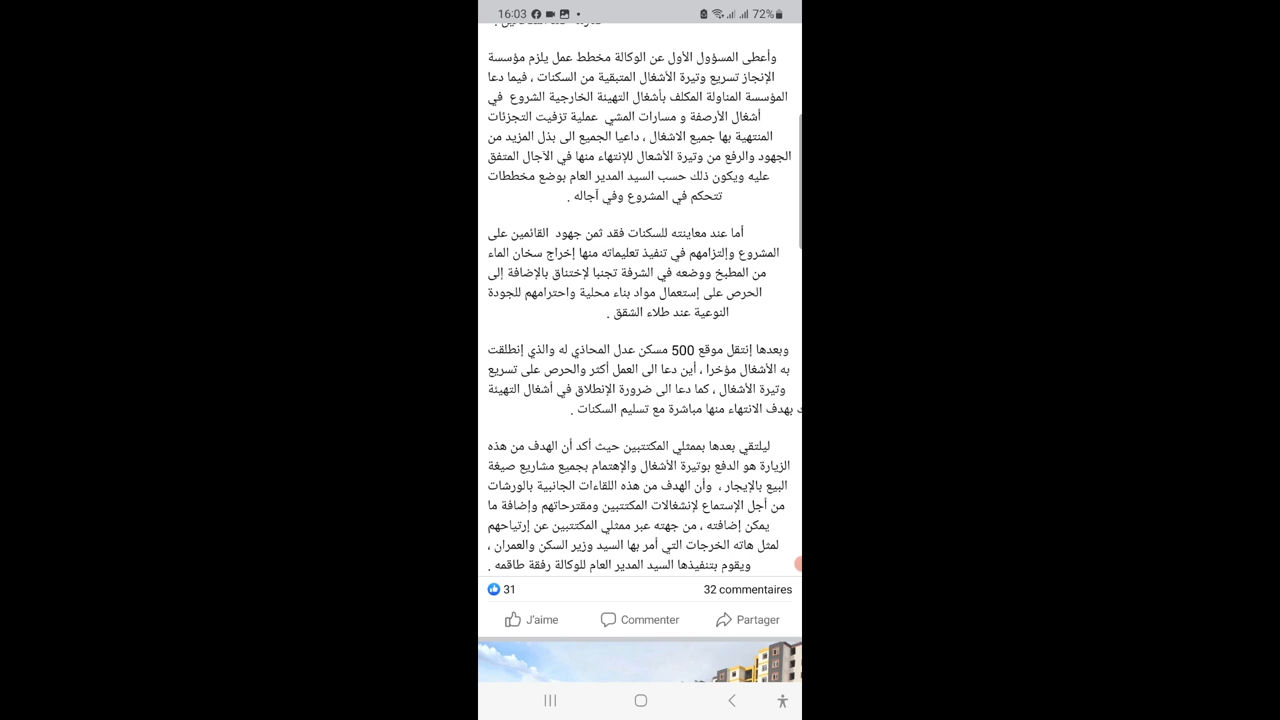 16:03
72%
وأعطى المسؤول الأول عن الوكالة مخطط عمل يلزم مؤسسة
الإنجاز تسريع وتيرة الأشغال المتبقية من السكنات ، فيما دعا
المؤسسة المناولة المكلف بأشغال التهيئة الخارجية الشروع في
أشغال الأرصفة و مسارات المشي عملية تزفيت التجزئات
المنتهية بها جميع الاشغال ، داعيا الجميع الى بذل المزيد من
الجهود والرفع من وتيرة الأشعال للإنتهاء منها في الآجال المتفق
عليه ويكون ذلك حسب السيد المدير العام بوضع مخططات
تتحكم في المشروع وفي آجاله .
أما عند معاينته للسكنات فقد ثمن جهود القائمين على
المشروع وإلتزامهم في تنفيذ تعليماته منها إخراج سخان الماء
من المطبخ ووضعه في الشرفة تجنبا لإختناق بالإضافة إلى
الحرص على إستعمال مواد بناء محلية واحترامهم للجودة
النوعية عند طلاء الشقق .
وبعدها إنتقل موقع 500 مسكن عدل المحاذي له والذي إنطلقت
به الأشغال مؤخرا ، أين دعا الى العمل أكثر والحرص على تسريع
وتيرة الأشغال ، كما دعا الى ضرورة الإنطلاق في أشغال التهيئة
بهدف الانتهاء منها مباشرة مع تسليم السكنات .
ليلتقي بعدها بممثلي المكتتبين حيث أكد أن الهدف من هذه
الزيارة هو الدفع بوتيرة الأشغال والإهتمام بجميع مشاريع صيغة
البيع بالإيجار ، وأن الهدف من هذه اللقاءات الجانبية بالورشات
من أجل الإستماع لإنشغالات المكتتبين ومقترحاتهم وإضافة ما
يمكن إضافته ، من جهته عبر ممثلي المكتتبين عن إرتياحهم
لمثل هاته الخرجات التي أمر بها السيد وزير السكن والعمران ،
ويقوم بتنفيذها السيد المدير العام للوكالة رفقة طاقمه .
31
32 commentaires
J'aime
Commenter
Partager